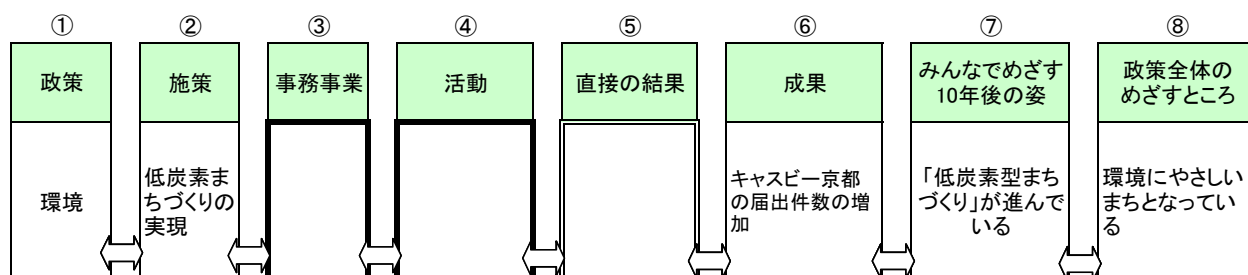 ① ② ③ ④ ⑤ ⑥ ⑦ ⑧
政策
施策
事務事業
活動
直接の結果
成果
みんなでめざす
10年後の姿
政策全体の
めざすところ
環境
低炭素ま
ちづくりの
実現
キャスビー京都
の届出件数の増
加
「低炭素型まち
づくり」が進んで
いる
環境にやさしい
まちとなってい
る